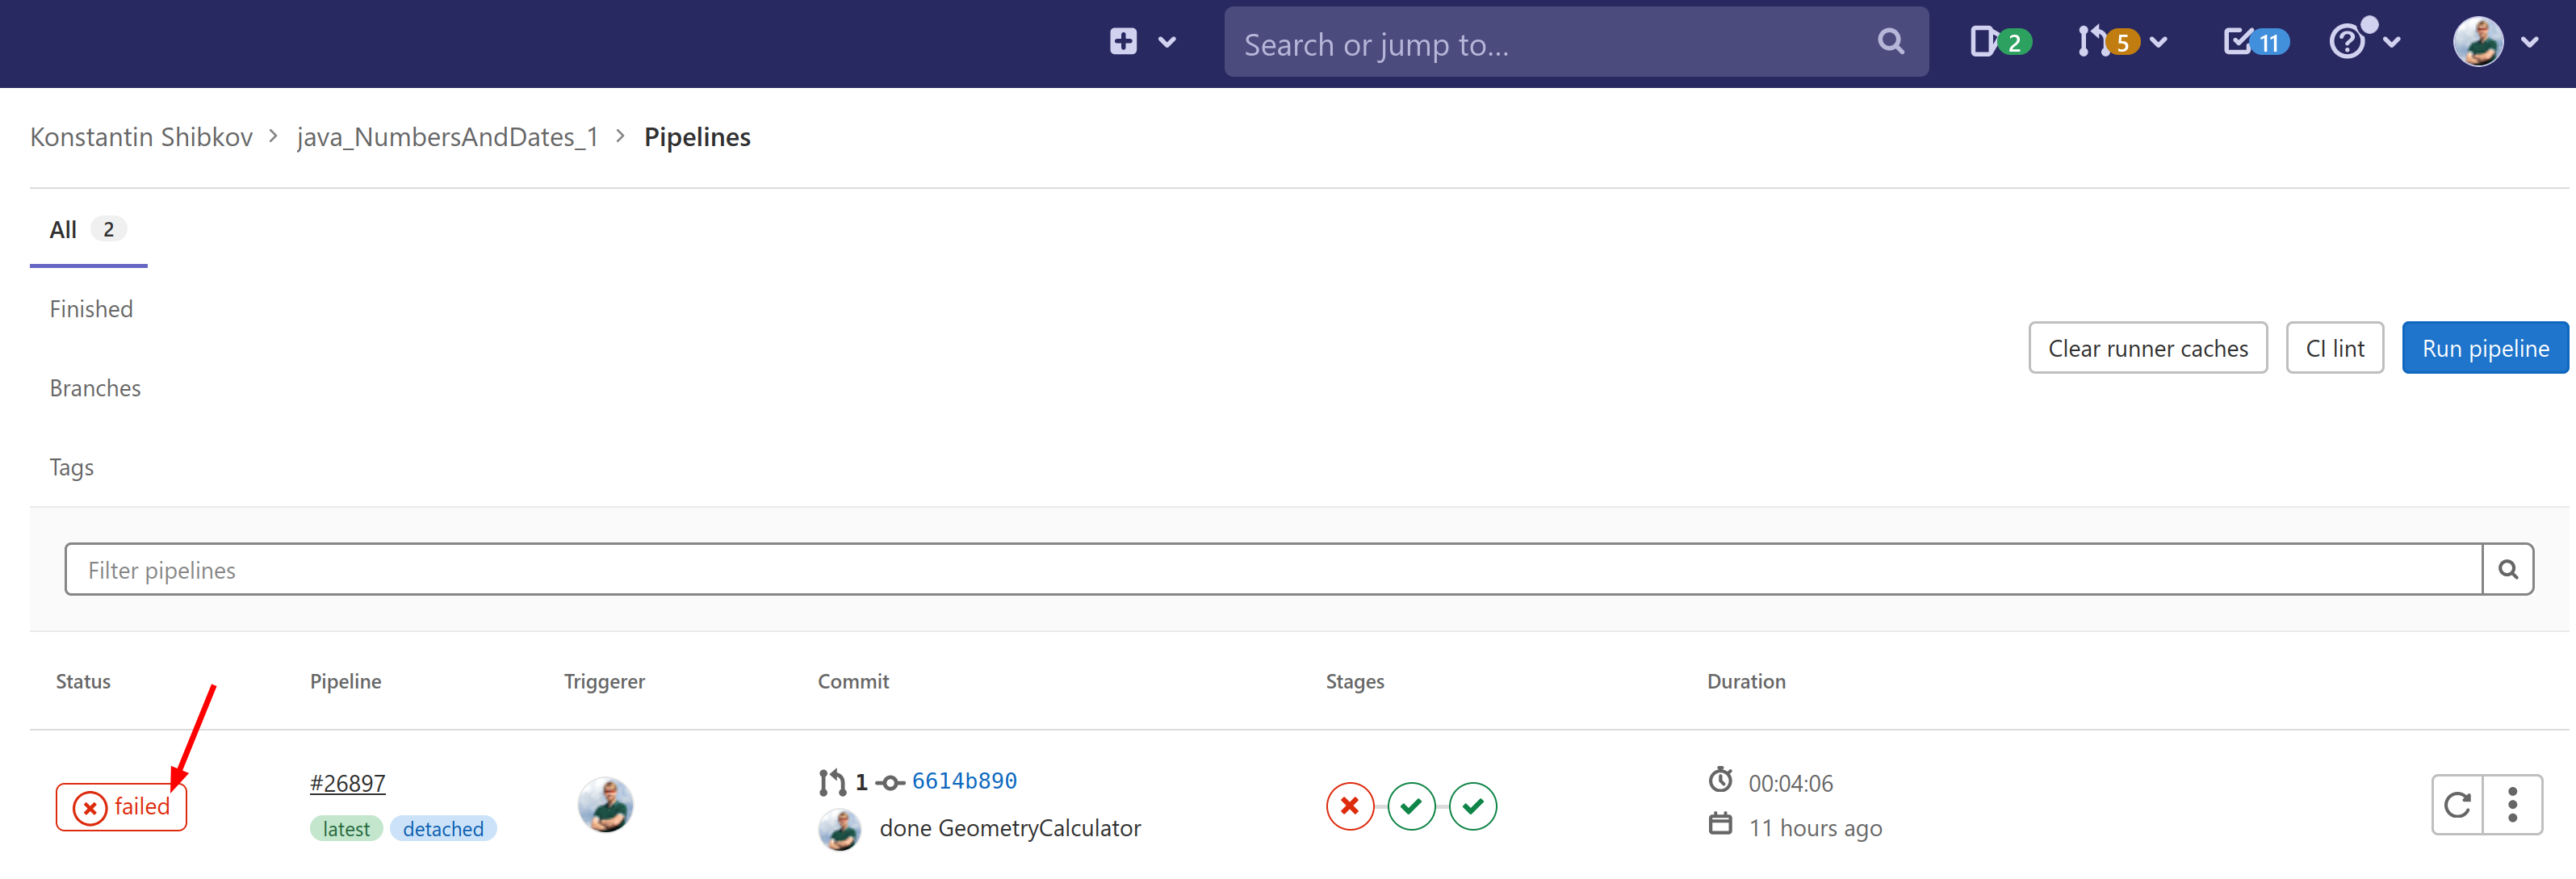 Search or jump to... 2 5 11
Konstantin Shibkov > java_NumbersAndDates_1 > Pipelines
All 2
Finished
Clear runner caches CI lint Run pipeline
Branches
Tags
Filter pipelines
Status Pipeline Triggerer Commit Stages Duration
failed #26897 1 6614b890 00:04:06
latest detached done GeometryCalculator 11 hours ago